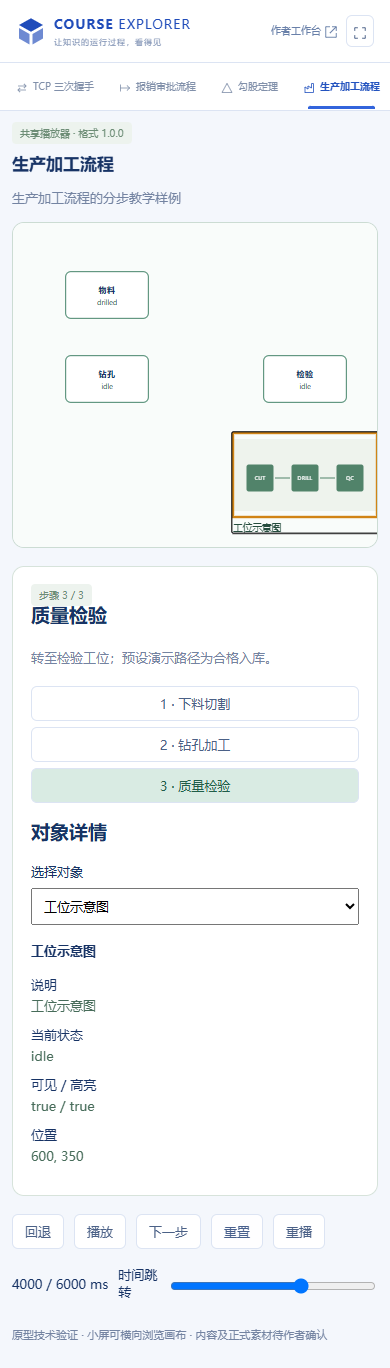 COURSE EXPLORER
让知识的运行过程，看得见
作者工作台
TCP 三次握手
报销审批流程
勾股定理
生产加工流程
共享播放器 · 格式 1.0.0
生产加工流程
生产加工流程的分步教学样例
物料
drilled
钻孔
idle
检验
idle
CUT
DRILL
QC
工位示意图
步骤 3 / 3
质量检验
转至检验工位；预设演示路径为合格入库。
1 · 下料切割
2 · 钻孔加工
3 · 质量检验
对象详情
选择对象
工位示意图
工位示意图
说明
工位示意图
当前状态
idle
可见 / 高亮
true / true
位置
600, 350
回退
播放
下一步
重置
重播
4000 / 6000 ms
时间跳
转
原型技术验证 · 小屏可横向浏览画布 · 内容及正式素材待作者确认